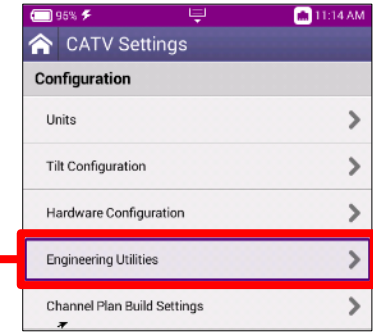 95% 11:14 AM
CATV Settings
Configuration
Units
Tilt Configuration
Hardware Configuration
Engineering Utilities
Channel Plan Build Settings